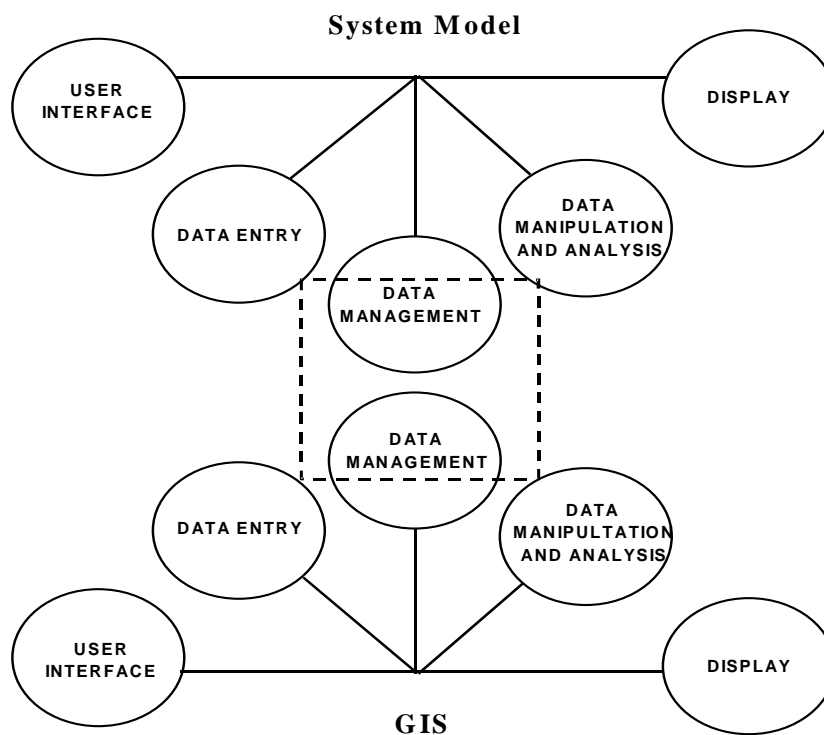 System Model
USER
INTERFACE
DISPLAY
DATA ENTRY
DATA
MANIPULATION
AND ANALYSIS
DATA
MANAGEMENT
DATA
MANAGEMENT
DATA ENTRY
DATA
MANIPULTATION
AND ANALYSIS
USER
INTERFACE
DISPLAY
GIS